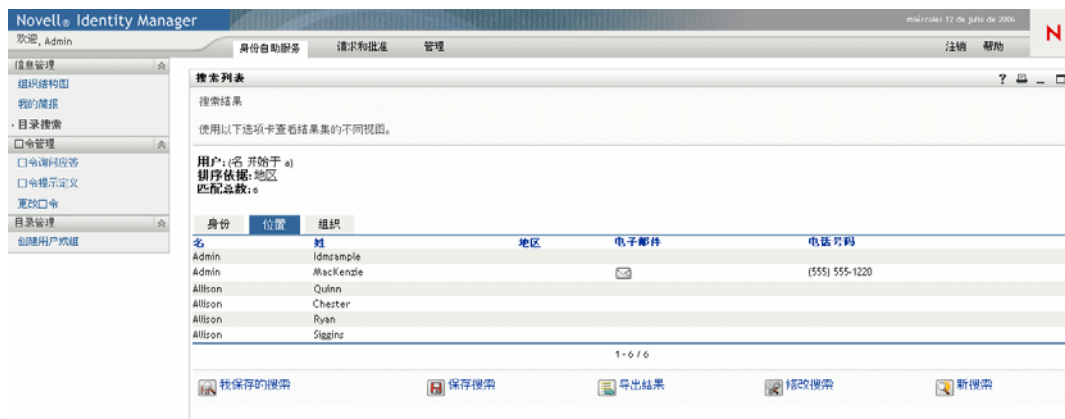 Novell® Identity Manager
miércoles 12 de julio de 2006
N
欢迎, Admin
身份自助服务 请求和批准 管理
注销 帮助
信息管理
组织结构图
我的简报
·目录搜索
口令管理
口令询问应答
口令提示定义
更改口令
目录管理
创建用户或组
搜索列表
?
搜索结果
使用以下选项卡查看结果集的不同视图。
用户: (名 开始于 a)
排序依据: 地区
匹配总数: 6
身份 位置 组织
名 姓 地区 电子邮件 电话号码
Admin Idmsample
Admin MacKenzie (555) 555-1220
Allison Quinn
Allison Chester
Allison Ryan
Allison Siggins
1 - 6 / 6
我保存的搜索 保存搜索 导出结果 修改搜索 新搜索